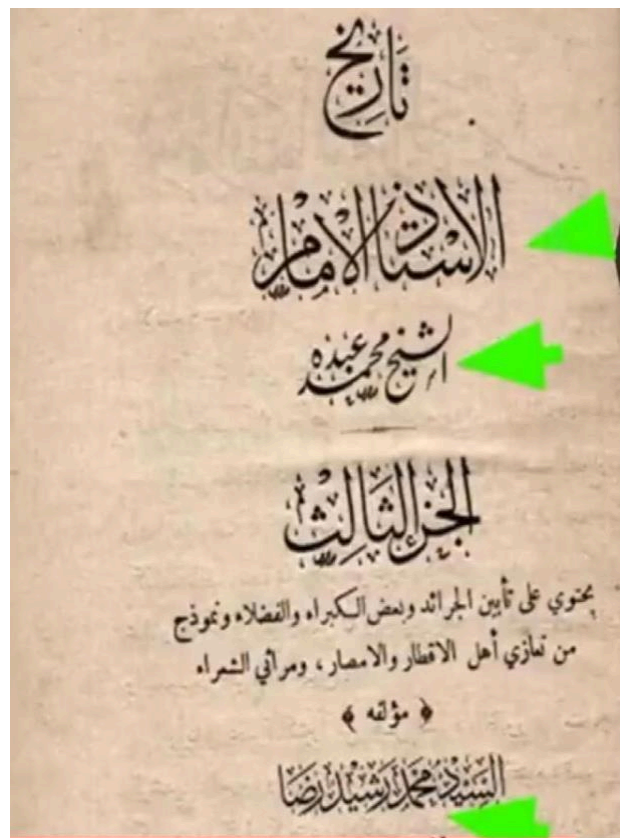 تاريخ
الأستاذ الامام
الشيخ محمد عبده
الجزء الثالث
يحتوي على تأبين الجرائد وبعض الكبراء والفضلاء ونموذج
من تعازي أهل الاقطار والامصار، ومراثي الشعراء
﴿ مؤلفه ﴾
السيد محمد رشيد رضا